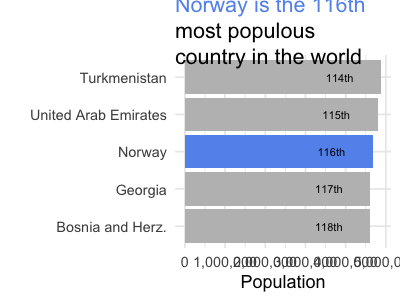 Norway is the 116th
most populous
country in the world
Turkmenistan
114th
United Arab Emirates
115th
Norway
116th
Georgia
117th
Bosnia and Herz.
118th
0
Population